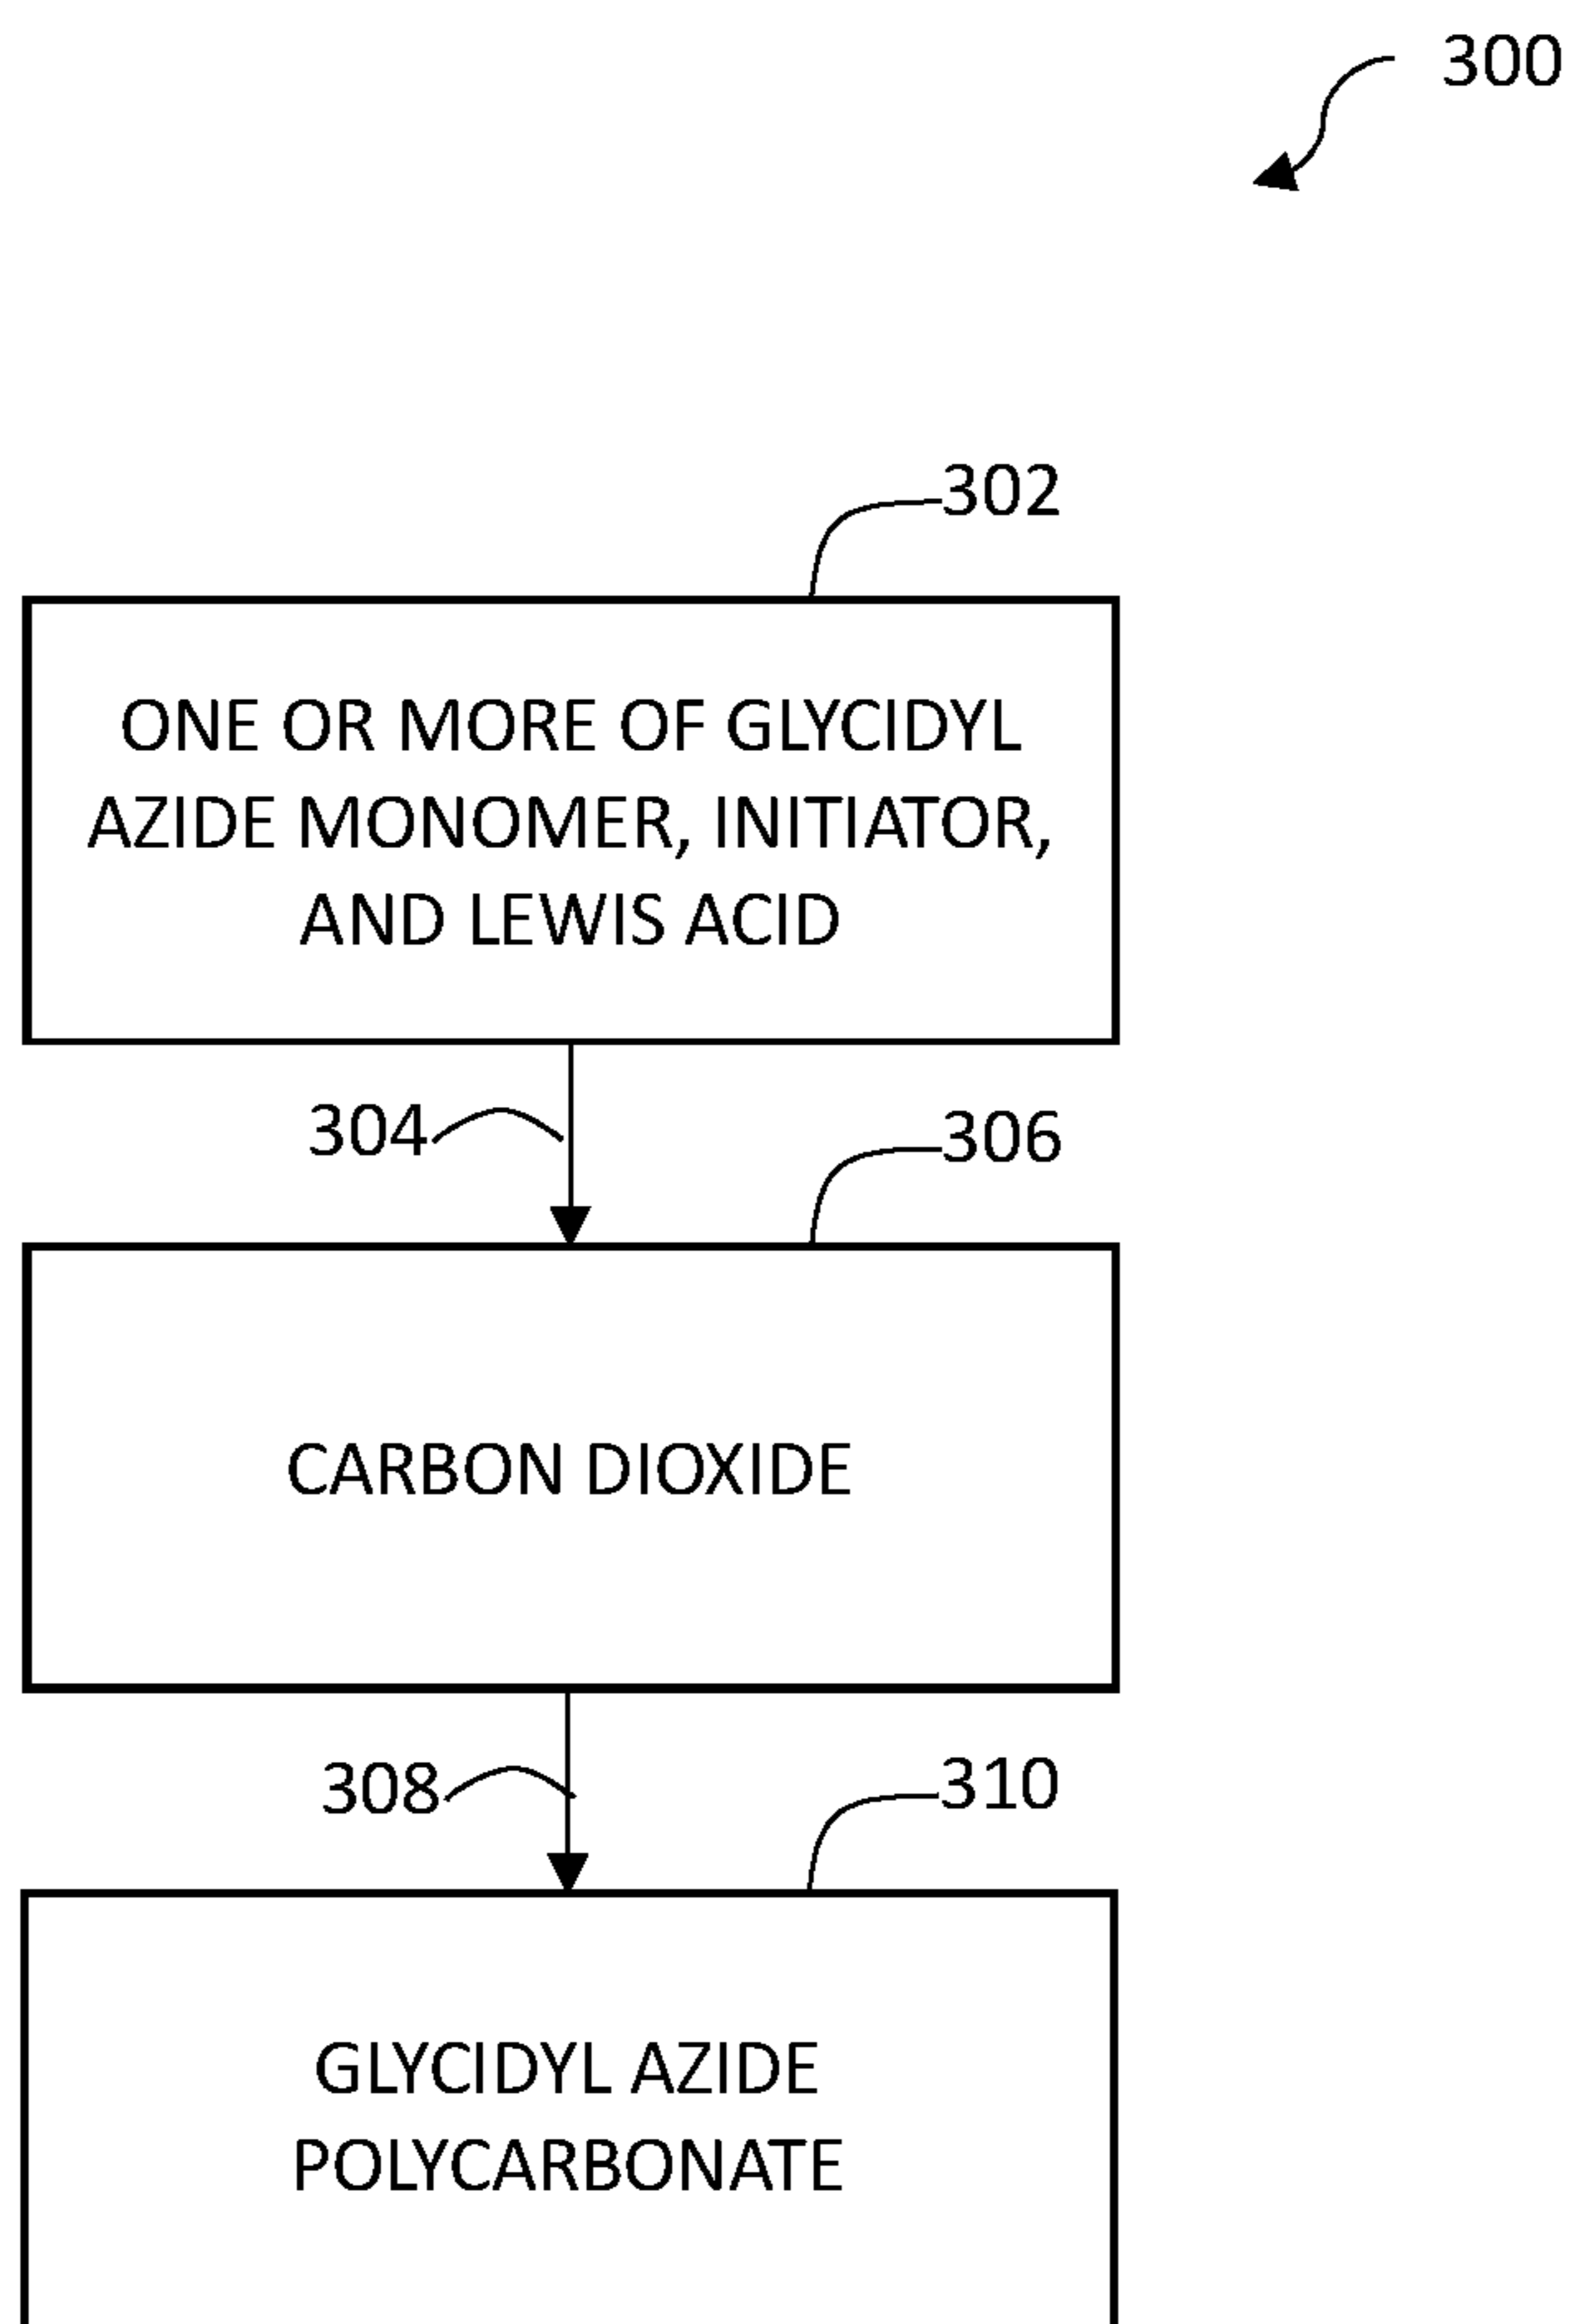 300
302
ONE OR MORE OF GLYCIDYL
AZIDE MONOMER, INITIATOR,
AND LEWIS ACID
304
306
CARBON DIOXIDE
308
310
GLYCIDYL AZIDE
POLYCARBONATE